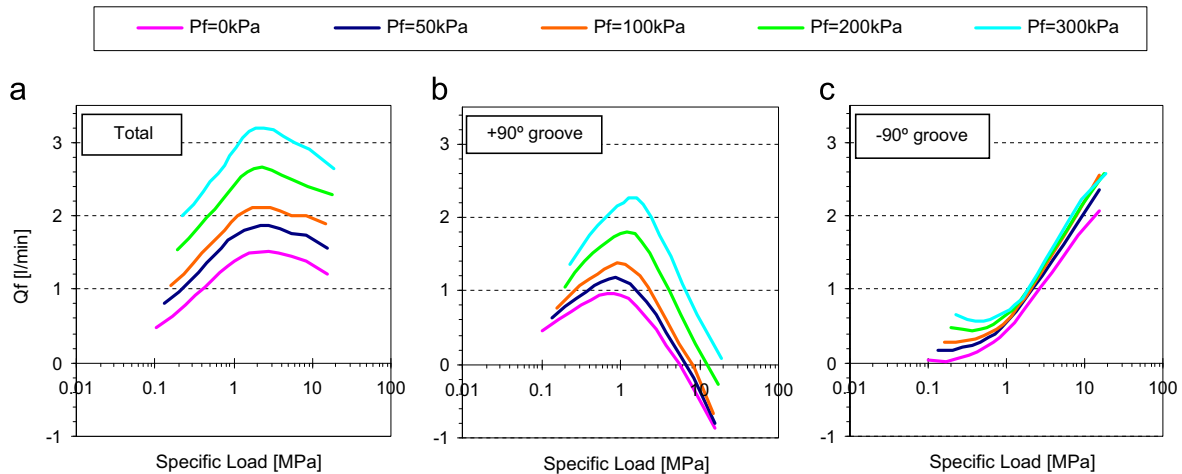 Pf=0kPa Pf=50kPa Pf=100kPa Pf=200kPa Pf=300kPa
a b c
Total +90º groove -90º groove
3 3 3
2 2 2
1 1 1
0 0 0
0.01 0.1 1 10 100 0.01 0.1 1 10 100 0.01 0.1 1 10 100
-1 -1 -1
Qf [l/min]
Specific Load [MPa] Specific Load [MPa] Specific Load [MPa]